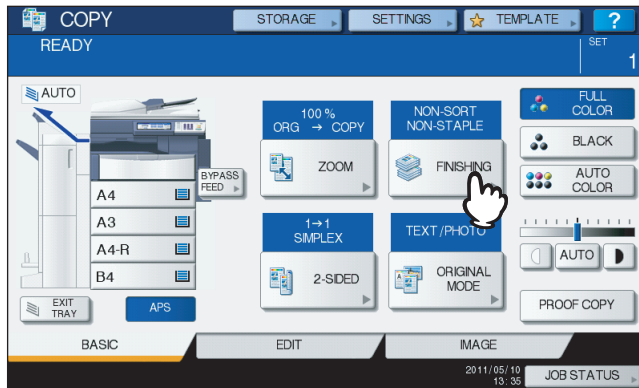 COPY
STORAGE
SETTINGS
TEMPLATE
?
READY
SET
1
AUTO
BYPASS
FEED
A4
A3
A4-R
B4
EXIT
TRAY
APS
100 %
ORG → COPY
ZOOM
NON-SORT
NON-STAPLE
FINISHING
1→1
SIMPLEX
2-SIDED
TEXT/PHOTO
ORIGINAL
MODE
FULL
COLOR
BLACK
AUTO
COLOR
AUTO
PROOF COPY
BASIC
EDIT
IMAGE
2011/05/10
13:35
JOB STATUS